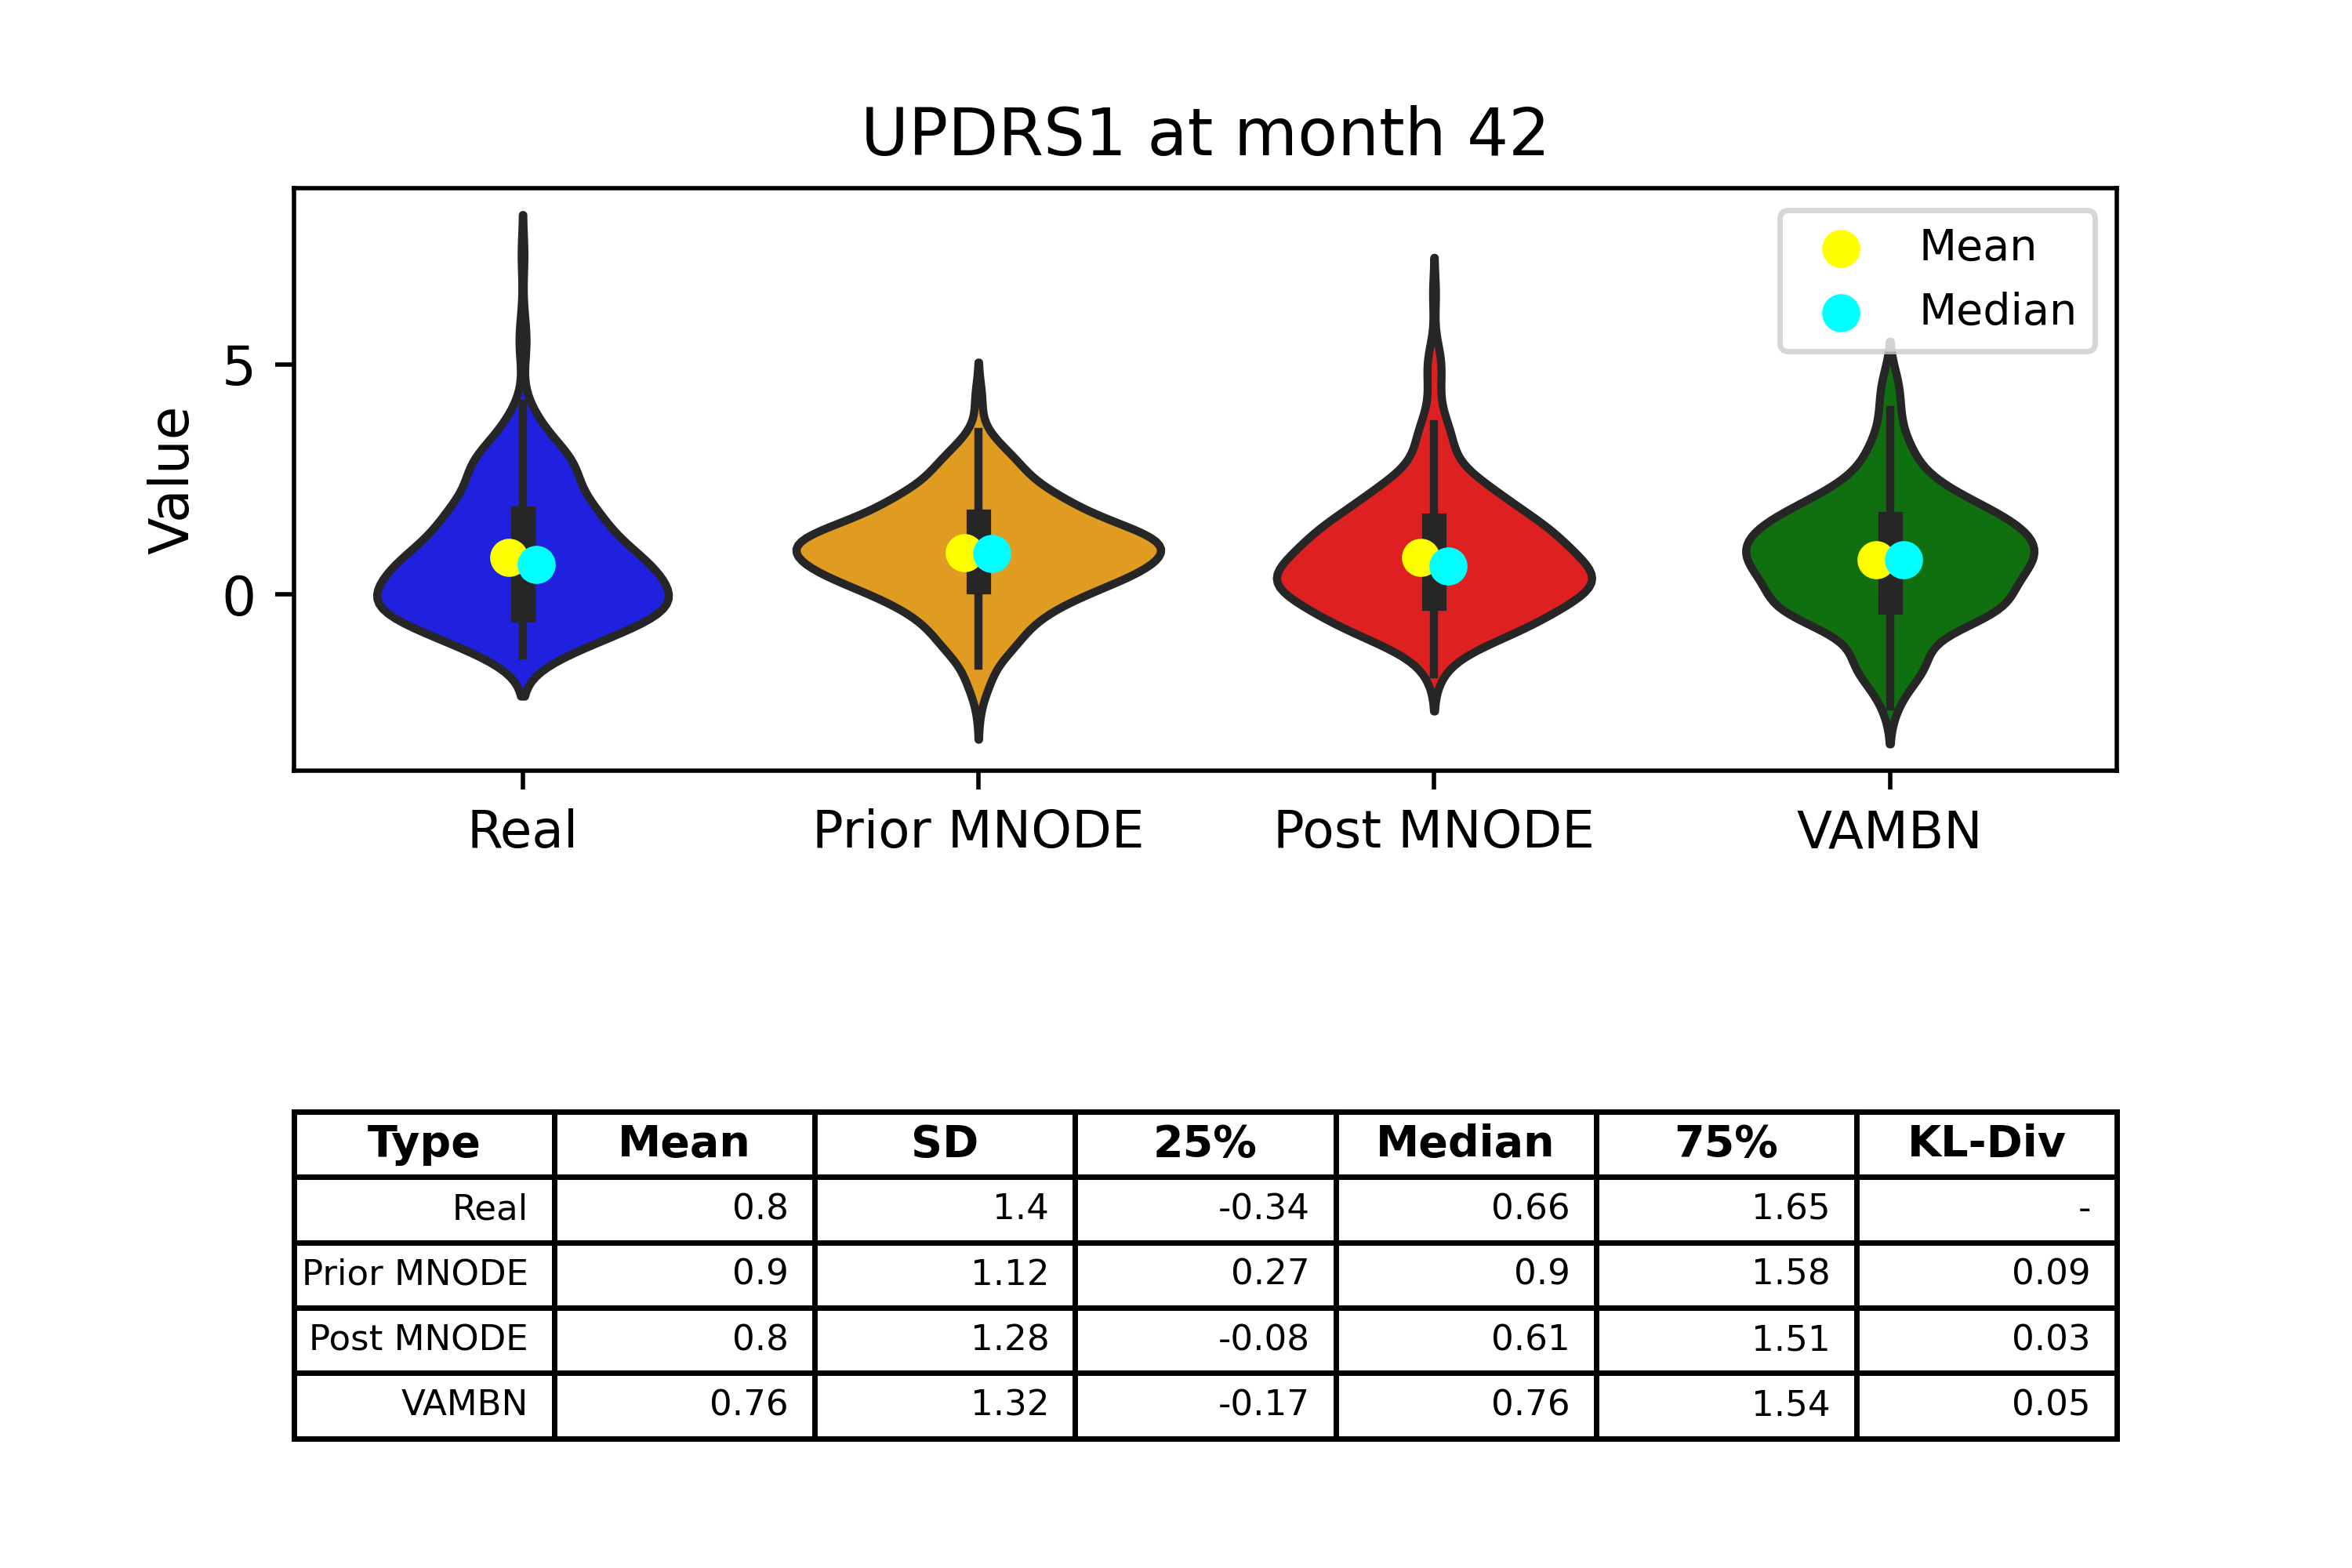 UPDRS1 at month 42
Mean
Median
Value
5
0
Real Prior MNODE Post MNODE VAMBN
Type Mean SD 25% Median 75% KL-Div
Real 0.8 1.4 -0.34 0.66 1.65 -
Prior MNODE 0.9 1.12 0.27 0.9 1.58 0.09
Post MNODE 0.8 1.28 -0.08 0.61 1.51 0.03
VAMBN 0.76 1.32 -0.17 0.76 1.54 0.05